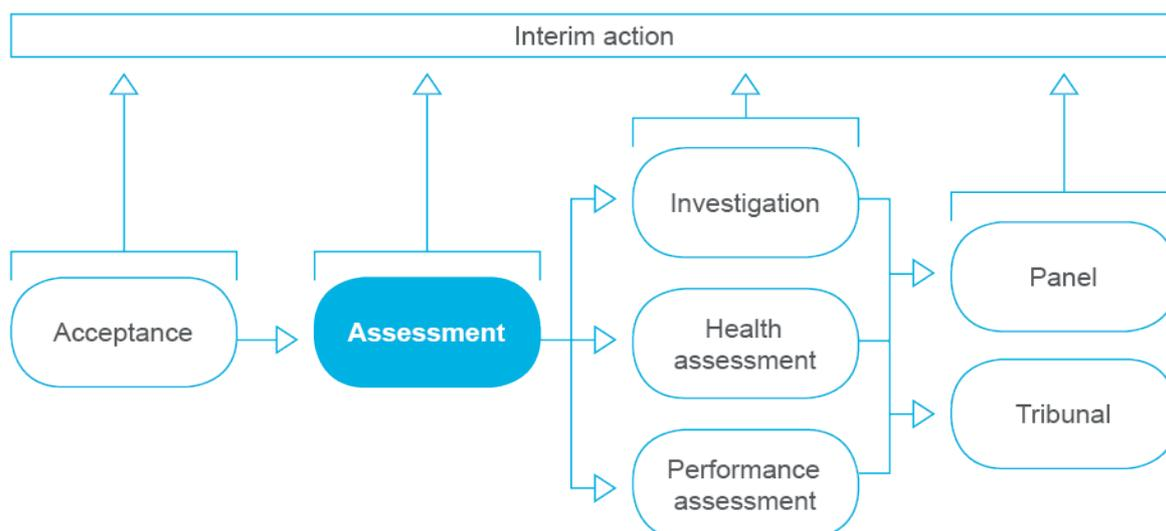 Interim action
Acceptance
Assessment
Investigation
Health
assessment
Performance
assessment
Panel
Tribunal